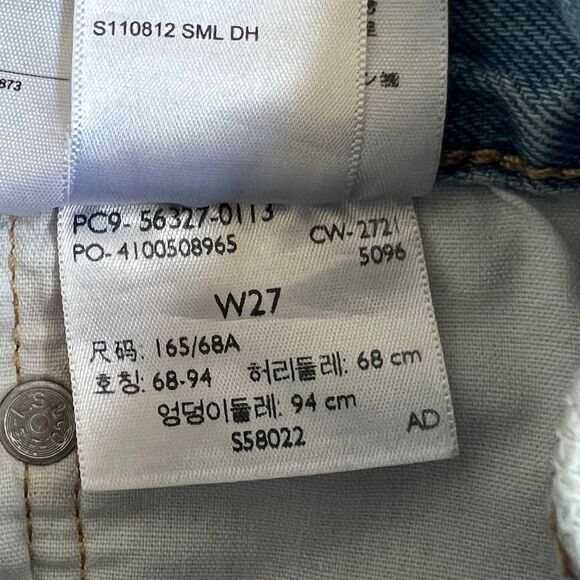 S110812 SML DH
873
PC9- 56327-0113
PO- 4100508965
CW-2721
5096
W27
尺码: 165/68A
호칭: 68-94 허리둘레: 68 cm
엉덩이둘레: 94 cm
S58022
AD